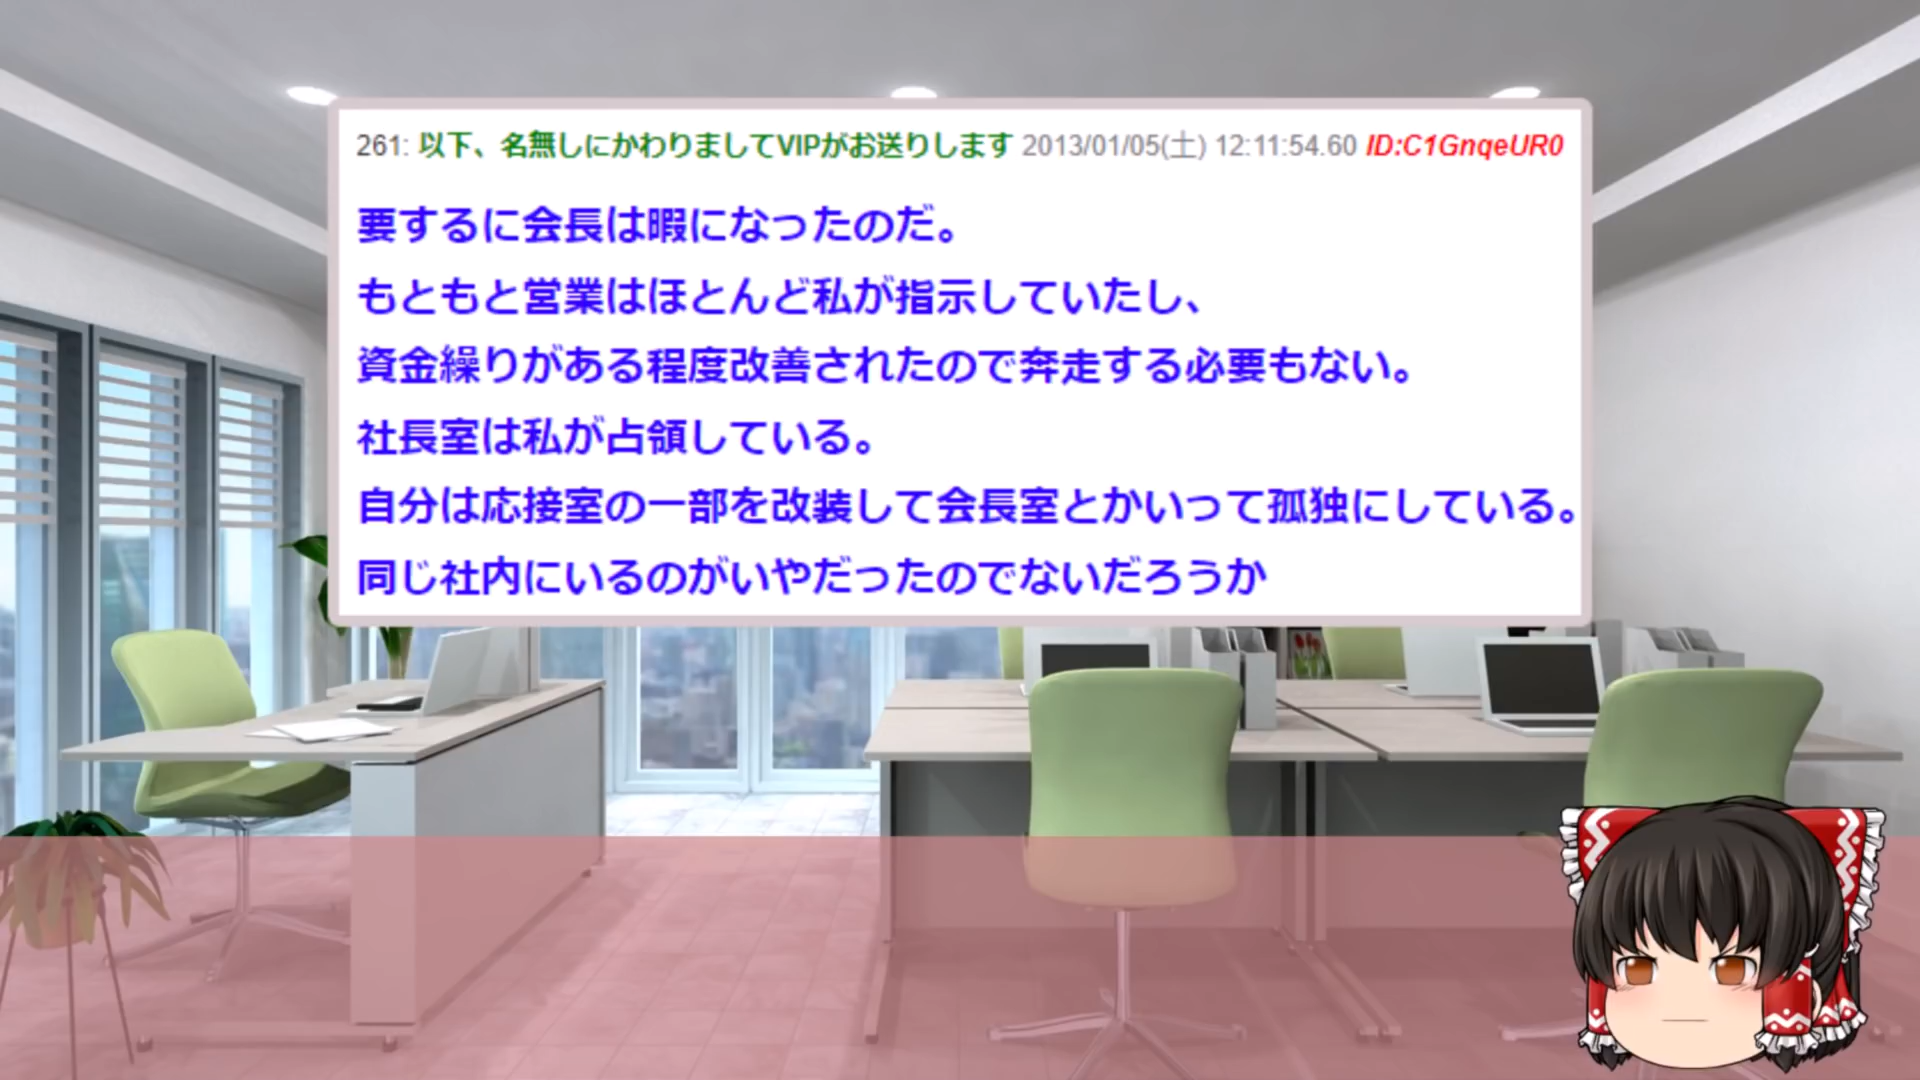 261: 以下、名無しにかわりましてVIPがお送りします 2013/01/05(土) 12:11:54.60 ID:C1GnqeUR0
要するに会長は暇になったのだ。
もともと営業はほとんど私が指示していたし、
資金繰りがある程度改善されたので奔走する必要もない。
社長室は私が占領している。
自分は応接室の一部を改装して会長室とかいって孤独にしている。
同じ社内にいるのがいやだったのでないだろうか